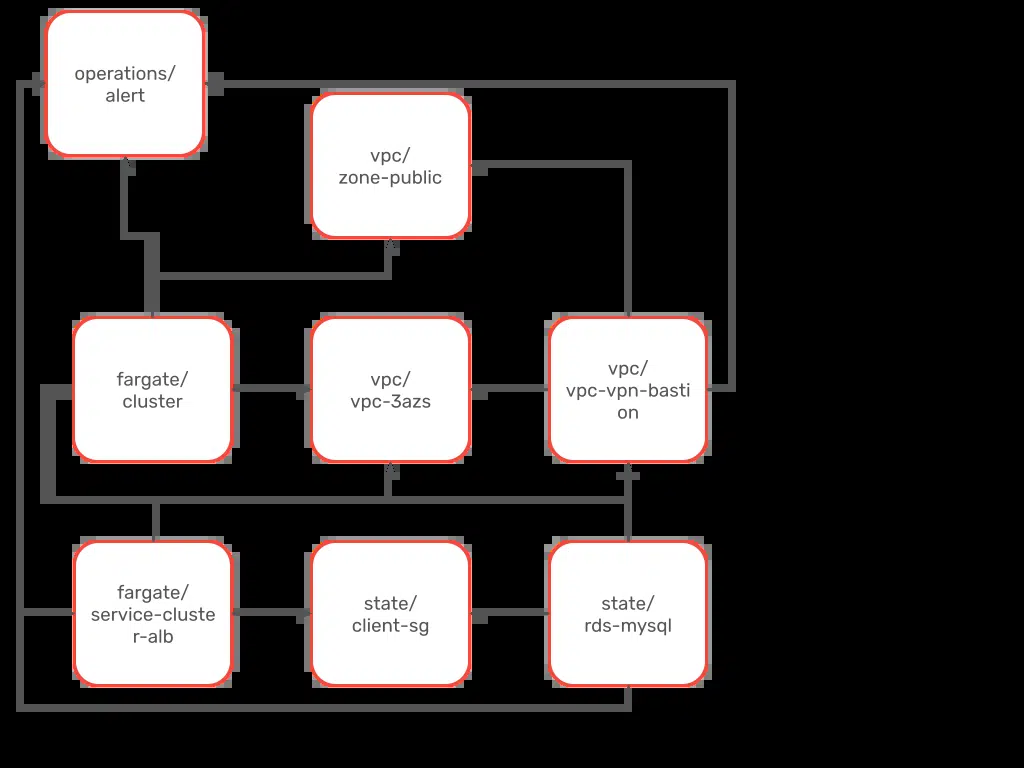 operations/
alert
vpc/
zone-public
fargate/
cluster
vpc/
vpc-3azs
vpc/
vpc-vpn-basti
on
fargate/
service-cluste
r-alb
state/
client-sg
state/
rds-mysql